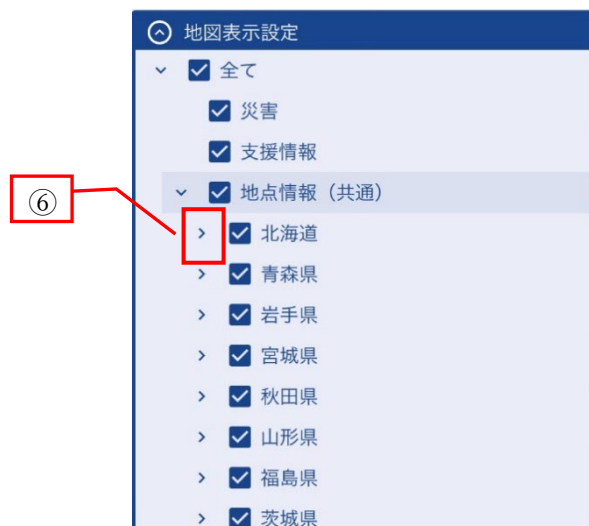 地図表示設定
全て
災害
支援情報
地点情報（共通）
⑥
北海道
青森県
岩手県
宮城県
秋田県
山形県
福島県
茨城県